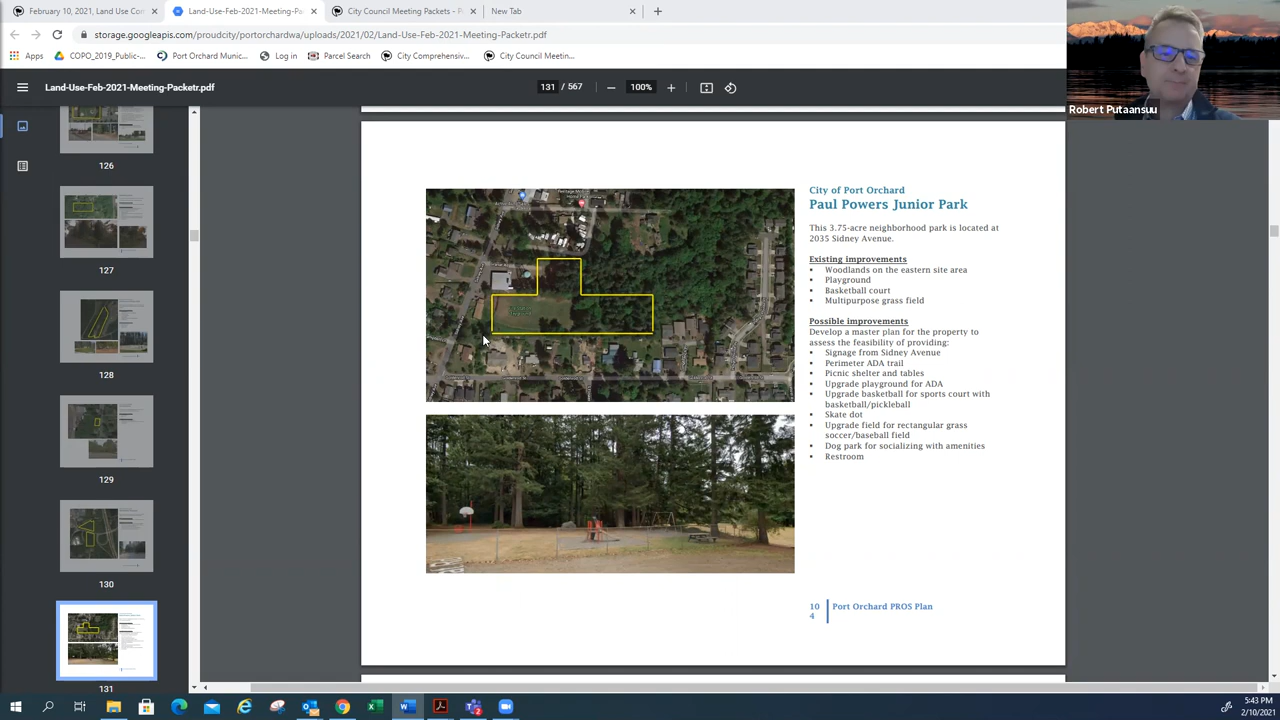 February 10, 2021, Land Use Com
Land-Use-Feb-2021-Meeting-Pack
City Council Meeting Packets - P
New Tab
storage.googleapis.com/proudcity/portorchardwa/uploads/2021/02/Land-Use-Feb-2021-Meeting-Packetr.pdf
Apps
COPO_2019_Public-...
Port Orchard Munic...
Log in
Parcel Search
City Comprehensive...
City Council Meetin...
Land-Use-Feb-2021-Meeting-Packetr.pdf
131 / 567
100%
Robert Putaansuu
126
127
128
129
130
131
City of Port Orchard
Paul Powers Junior Park
This 3.75-acre neighborhood park is located at
2035 Sidney Avenue.
Existing improvements
• Woodlands on the eastern site area
• Playground
• Basketball court
• Multipurpose grass field
Possible improvements
Develop a master plan for the property to
assess the feasibility of providing:
• Signage from Sidney Avenue
• Perimeter ADA trail
• Picnic shelter and tables
• Upgrade playground for ADA
• Upgrade basketball for sports court with
basketball/pickleball
• Skate dot
• Upgrade field for rectangular grass
soccer/baseball field
• Dog park for socializing with amenities
• Restroom
10
4
Port Orchard PROS Plan
5:43 PM
2/10/2021